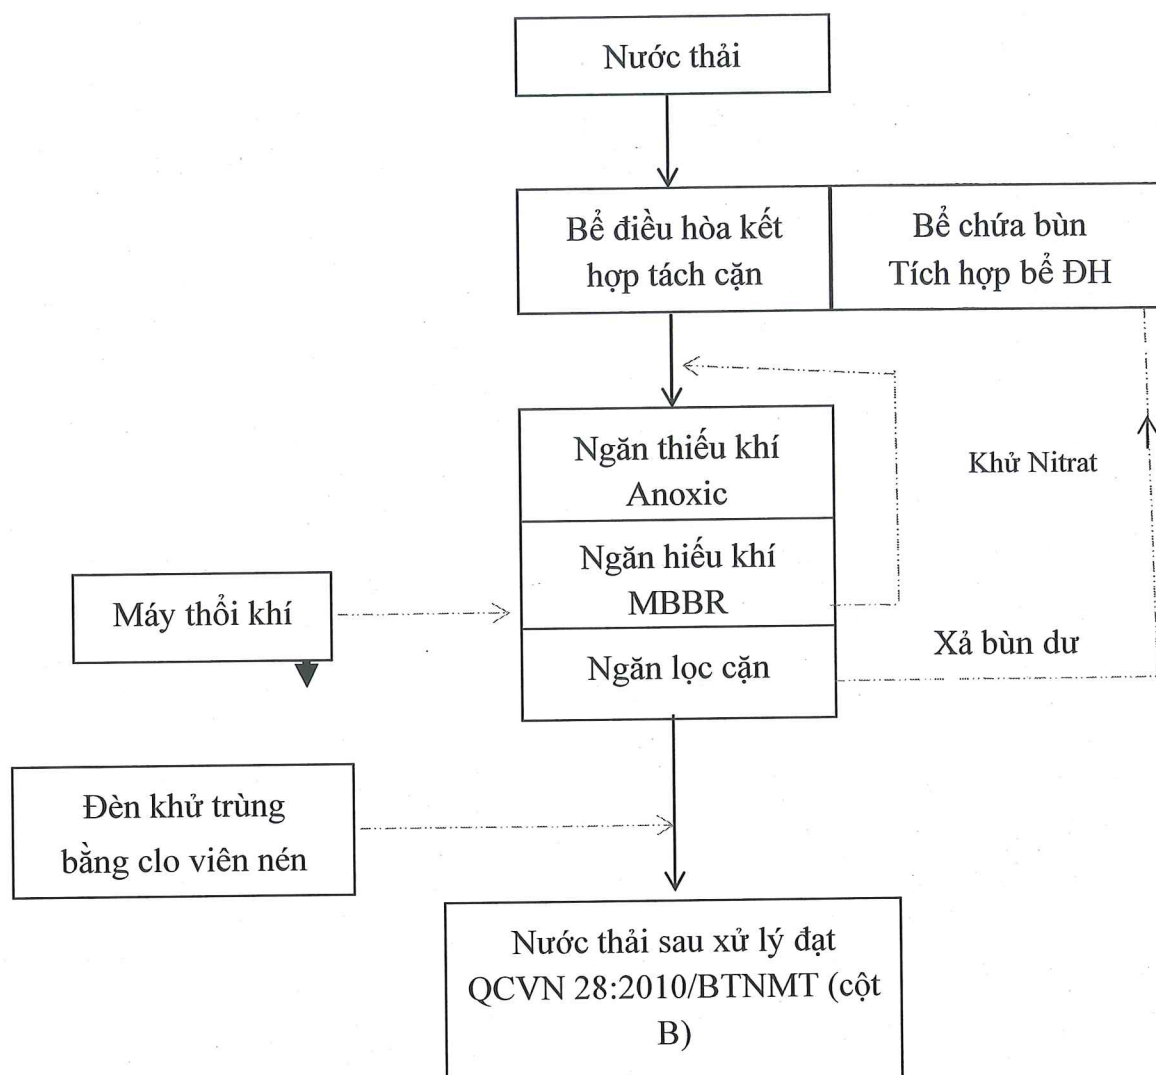 Nước thải
Bể điều hòa kết
hợp tách cặn
Bể chứa bùn
Tích hợp bể ĐH
Ngăn thiếu khí
Anoxic
Khử Nitrat
Ngăn hiếu khí
MBBR
Máy thổi khí
Xả bùn dư
Ngăn lọc cặn
Đèn khử trùng
bằng clo viên nén
Nước thải sau xử lý đạt
QCVN 28:2010/BTNMT (cột
B)